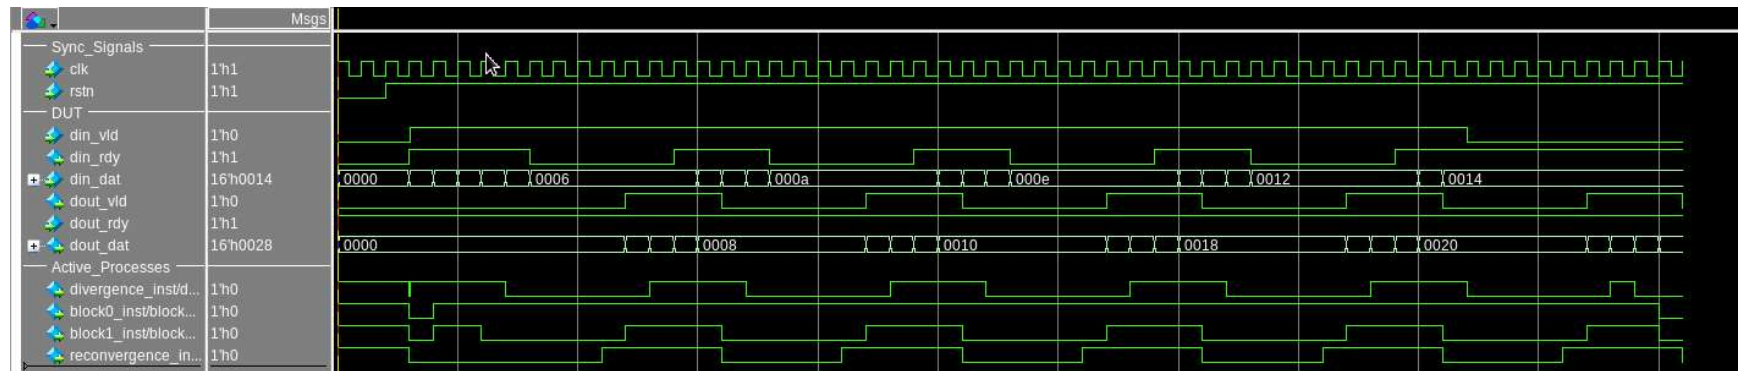 Msgs
Sync_Signals
clk 1'h1
rstn 1'h1
DUT
din_vld 1'h0
din_rdy 1'h1
din_dat 16'h0014 0000 0006 000a 000e 0012 0014
dout_vld 1'h0
dout_rdy 1'h1
dout_dat 16'h0028 0000 0008 0010 0018 0020
Active_Processes
divergence_inst/d... 1'h0
block0_inst/block... 1'h0
block1_inst/block... 1'h0
reconvergence_in... 1'h0